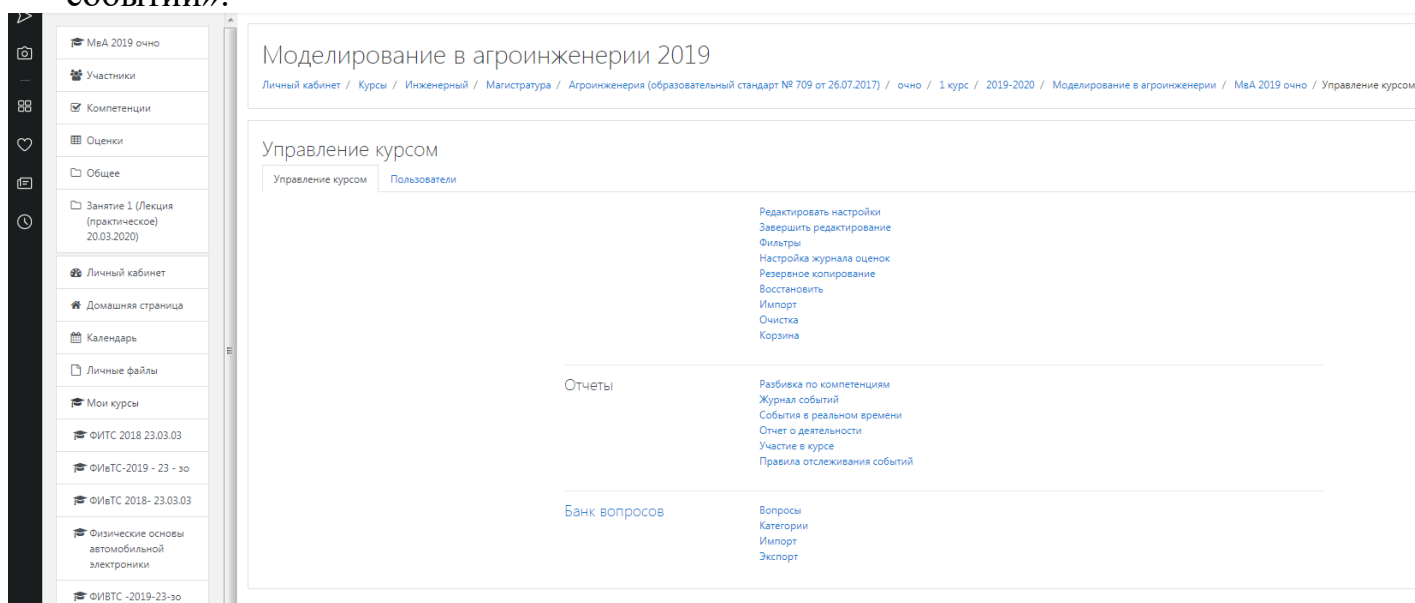 событий».
МвА 2019 очно
Участники
Компетенции
Оценки
Общее
Занятие 1 (Лекция
(практическое)
20.03.2020)
Личный кабинет
Домашняя страница
Календарь
Личные файлы
Мои курсы
ФИТС 2018 23.03.03
ФИвТС-2019 - 23 - зо
ФИвТС 2018- 23.03.03
Физические основы
автомобильной
электроники
ФИВТС -2019-23-зо
Моделирование в агроинженерии 2019
Личный кабинет / Курсы / Инженерный / Магистратура / Агроинженерия (образовательный стандарт № 709 от 26.07.2017) / очно / 1 курс / 2019-2020 / Моделирование в агроинженерии / МвА 2019 очно / Управление курсом
Управление курсом
Управление курсом Пользователи
Редактировать настройки
Завершить редактирование
Фильтры
Настройка журнала оценок
Резервное копирование
Восстановить
Импорт
Очистка
Корзина
Отчеты
Разбивка по компетенциям
Журнал событий
События в реальном времени
Отчет о деятельности
Участие в курсе
Правила отслеживания событий
Банк вопросов
Вопросы
Категории
Импорт
Экспорт